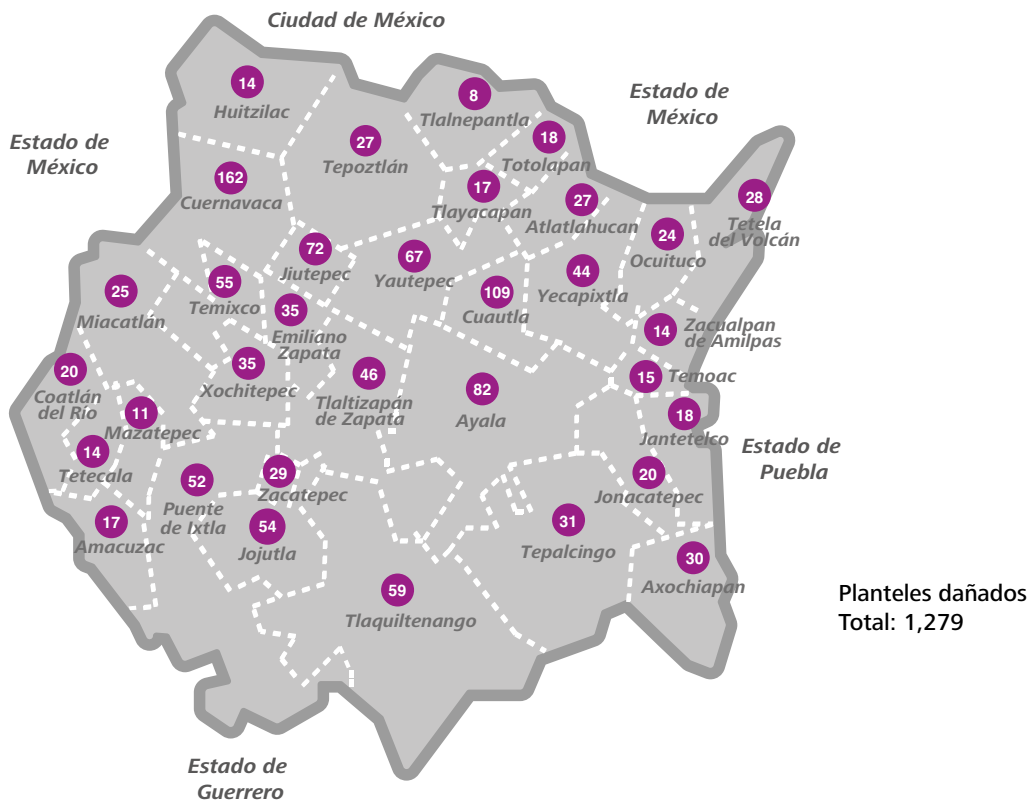 Ciudad de México
14
Huitzilac
8
Tlalnepantla
Estado de
México
Estado de
México
27
Tepoztlán
18
Totolapan
162
Cuernavaca
17
Tlayacapan
27
Atlatlahucan
28
Tetela
del Volcán
24
Ocuituco
72
Jiutepec
67
Yautepec
44
Yecapixtla
25
Miacatlán
55
Temixco
35
Emiliano
Zapata
109
Cuautla
14
Zacualpan
de Amilpas
20
Coatlán
del Río
35
Xochitepec
46
Tlaltizapán
de Zapata
82
Ayala
15
Temoac
11
Mazatepec
18
Jantetelco
14
Tetecala
Estado de
Puebla
52
Puente
de Ixtla
29
Zacatepec
20
Jonacatepec
17
Amacuzac
54
Jojutla
31
Tepalcingo
30
Axochiapan
59
Tlaquiltenango
Planteles dañados
Total: 1,279
Estado de
Guerrero